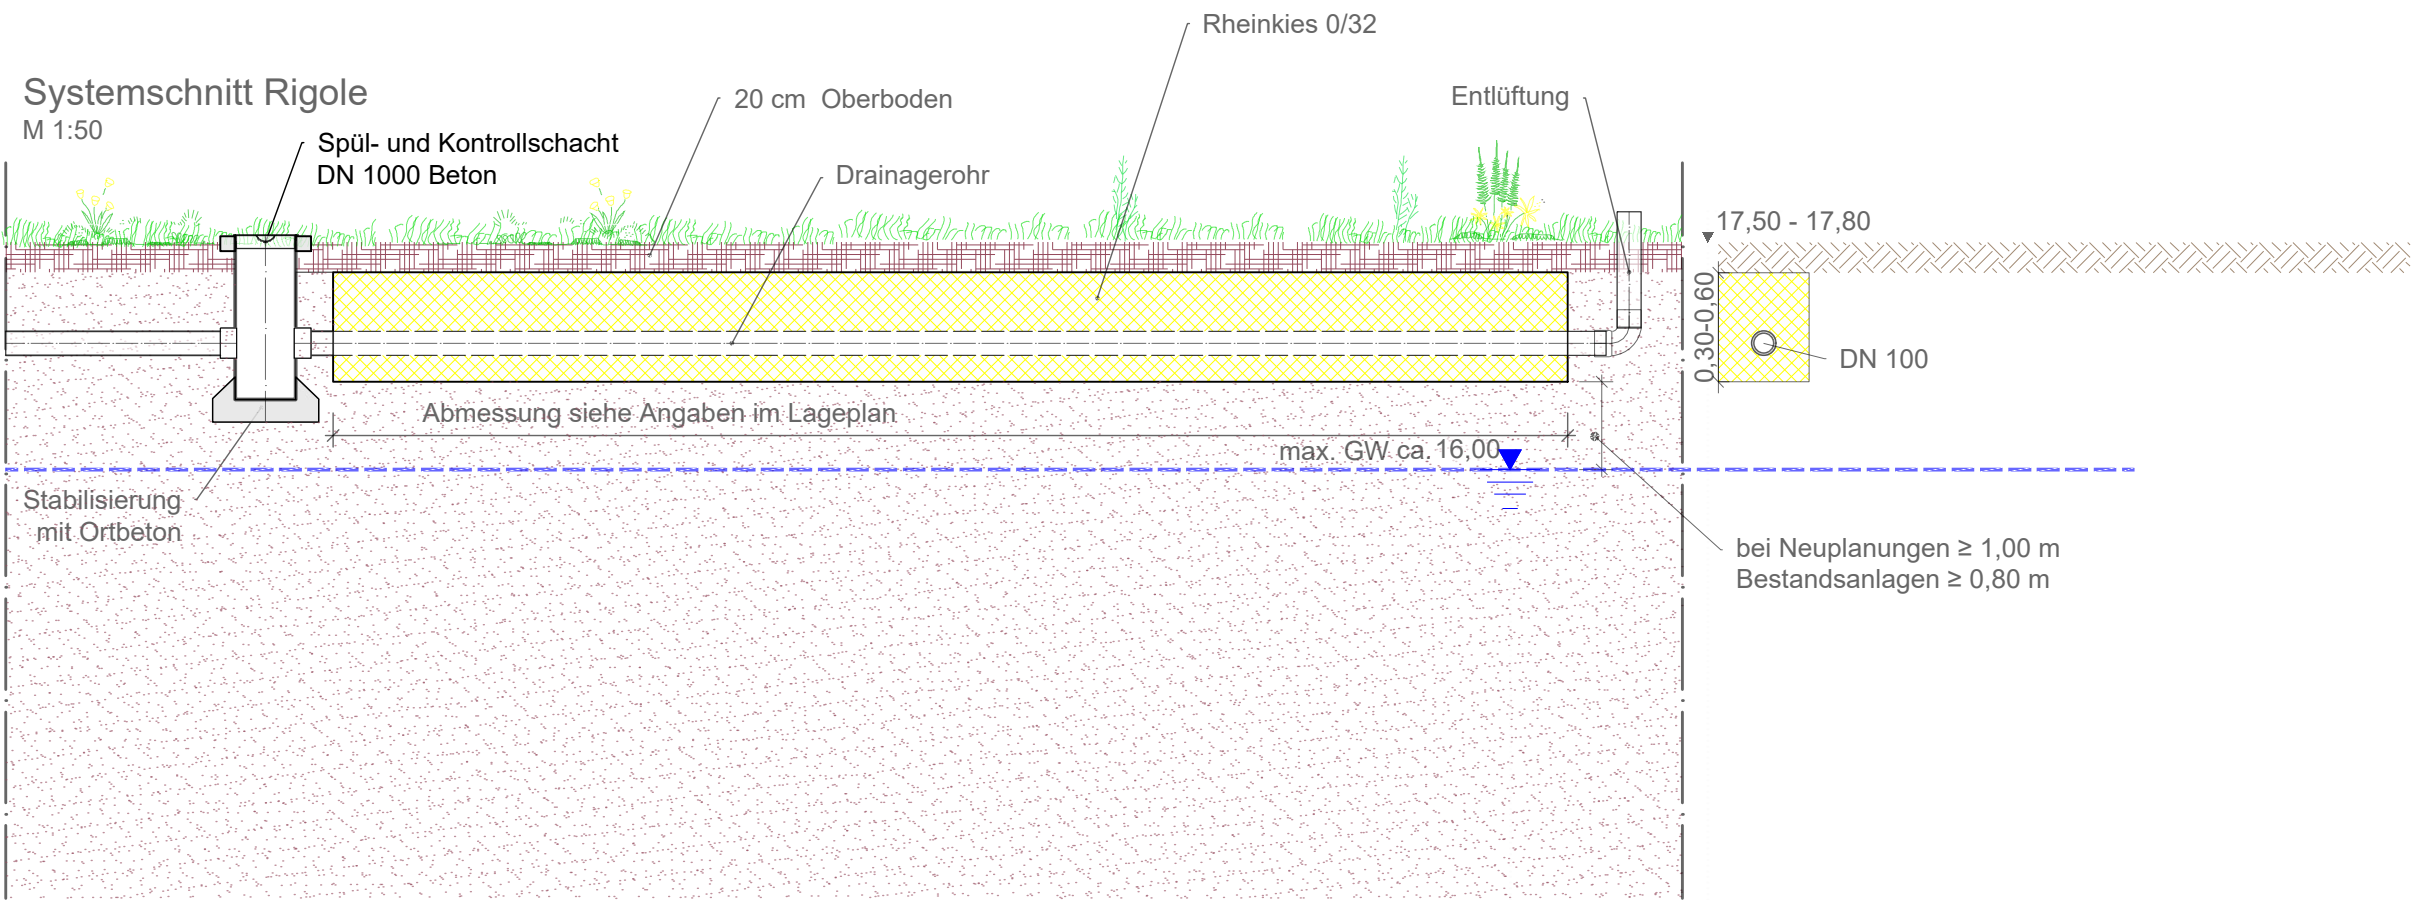 Rheinkies 0/32
Systemschnitt Rigole
M 1:50
20 cm Oberboden
Entlüftung
Spül- und Kontrollschacht
DN 1000 Beton
Drainagerohr
17,50 - 17,80
0,30-0,60
DN 100
Abmessung siehe Angaben im Lageplan
max. GW ca. 16,00
Stabilisierung
mit Ortbeton
bei Neuplanungen ≥ 1,00 m
Bestandsanlagen ≥ 0,80 m